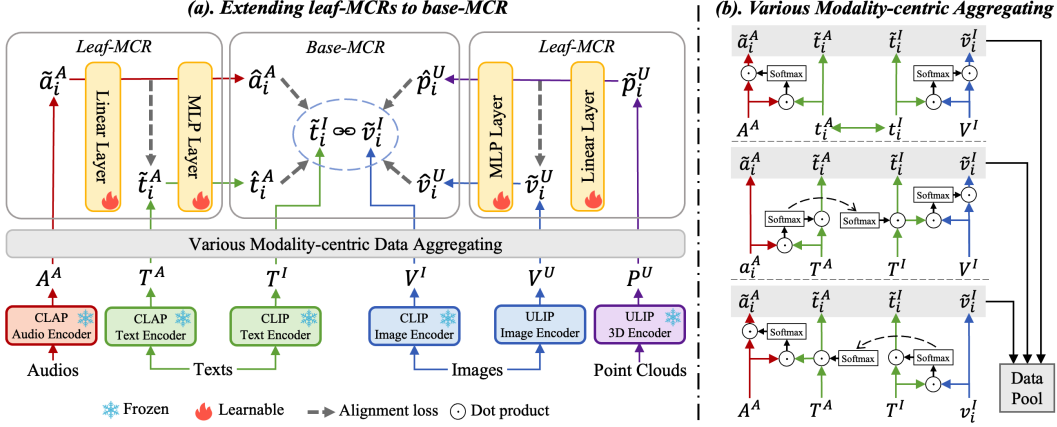 (a). Extending leaf-MCRs to base-MCR
Leaf-MCR
Base-MCR
Leaf-MCR
ã_i^A
Linear Layer
MLP Layer
â_i^A
p̂_i^U
MLP Layer
Linear Layer
p̃_i^U
t̃_i^I
ṽ_i^I
t̃_i^A
t̂_i^A
v̂_i^U
ṽ_i^U
Various Modality-centric Data Aggregating
A^A
T^A
T^I
V^I
V^U
P^U
CLAP
Audio Encoder
CLAP
Text Encoder
CLIP
Text Encoder
CLIP
Image Encoder
ULIP
Image Encoder
ULIP
3D Encoder
Audios
Texts
Images
Point Clouds
Frozen
Learnable
Alignment loss
Dot product
(b). Various Modality-centric Aggregating
ã_i^A
t̃_i^A
t̃_i^I
ṽ_i^I
Softmax
Softmax
A^A
t_i^A
t_i^I
V^I
ã_i^A
t̃_i^A
t̃_i^I
ṽ_i^I
Softmax
Softmax
Softmax
a_i^A
T^A
T^I
V^I
ã_i^A
t̃_i^A
t̃_i^I
ṽ_i^I
Softmax
Softmax
Softmax
A^A
T^A
T^I
v_i^I
Data
Pool